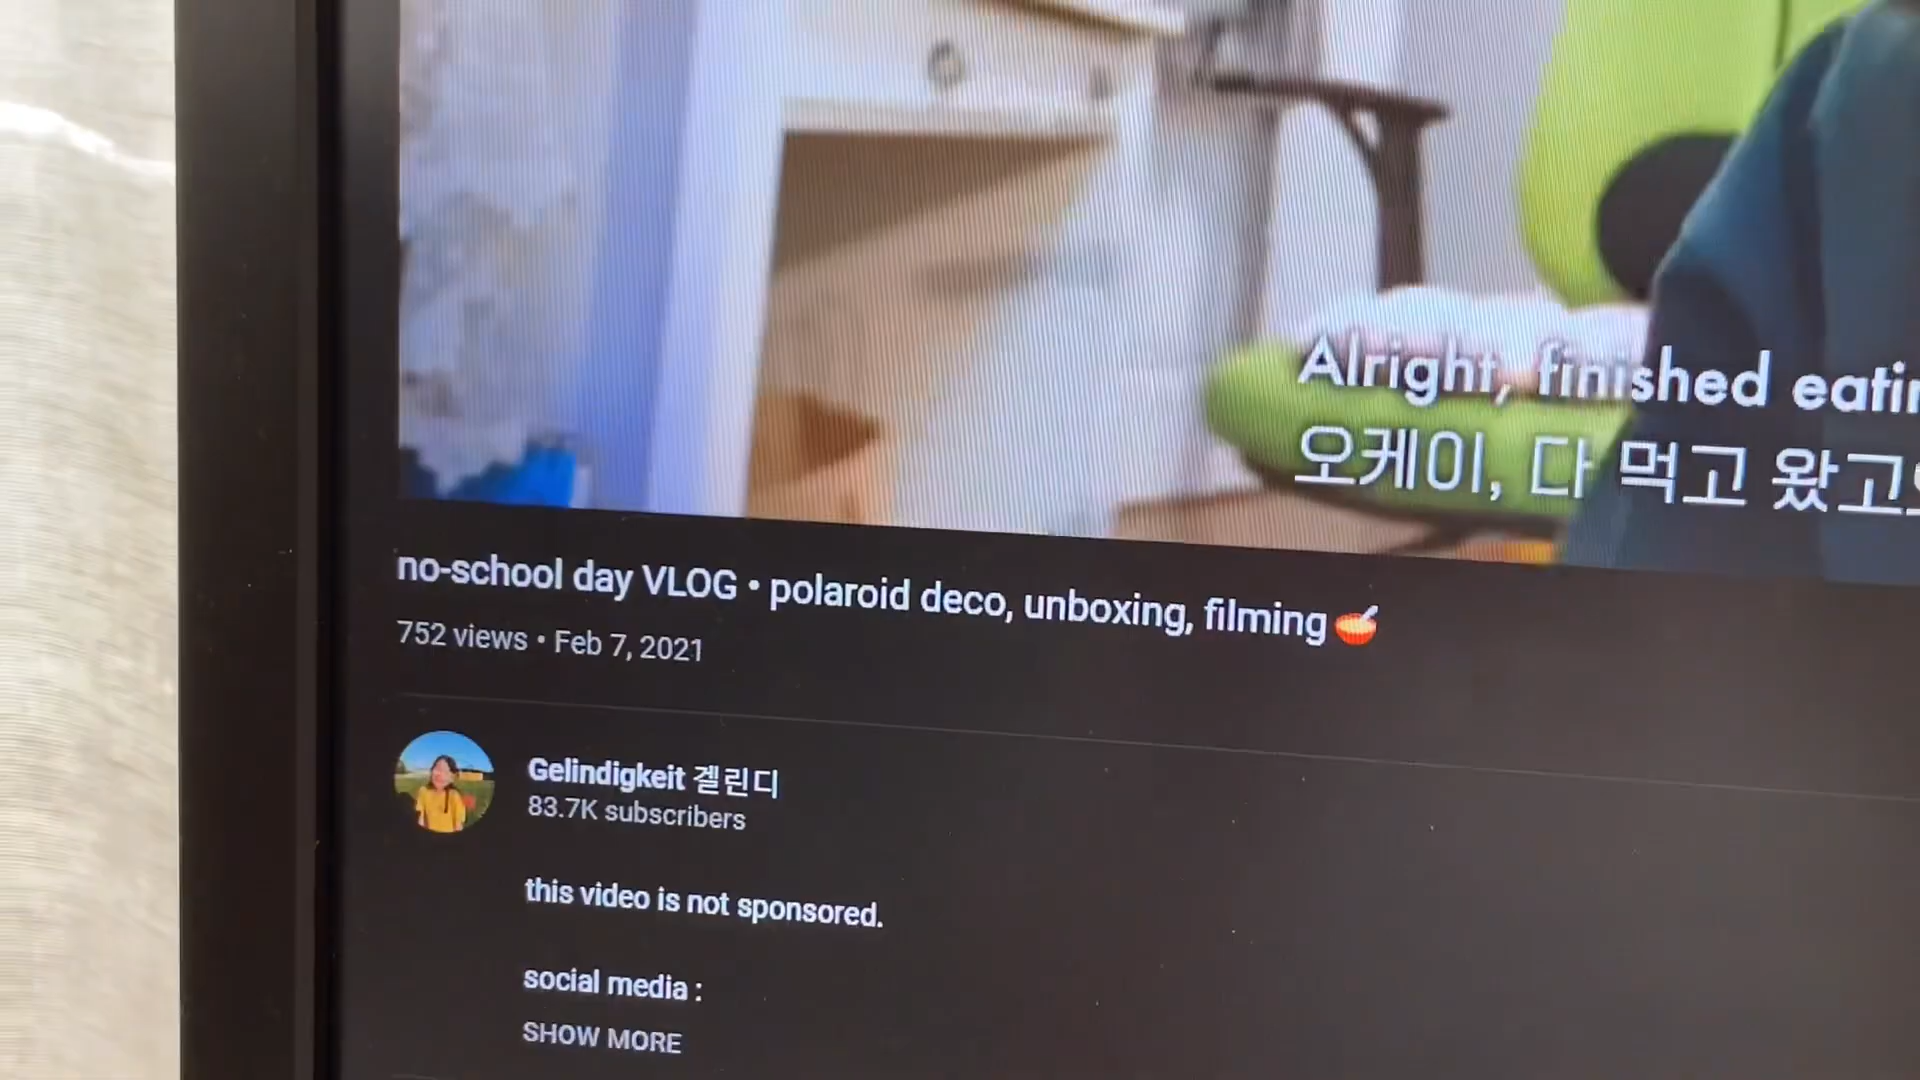 Alright, finished
오케이, 다 먹고 왔고
no-school day VLOG • polaroid deco, unboxing, filming🥣
752 views • Feb 7, 2021
Gelindigkeit 겔린디
83.7K subscribers
this video is not sponsored.
social media :
SHOW MORE